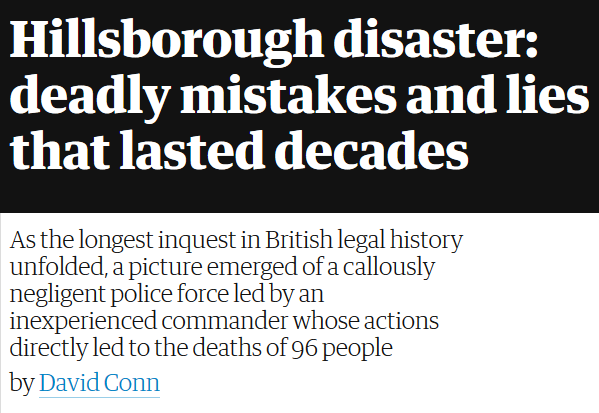 Hillsborough disaster:
deadly mistakes and lies
that lasted decades
As the longest inquest in British legal history
unfolded, a picture emerged of a callously
negligent police force led by an
inexperienced commander whose actions
directly led to the deaths of 96 people
by David Conn